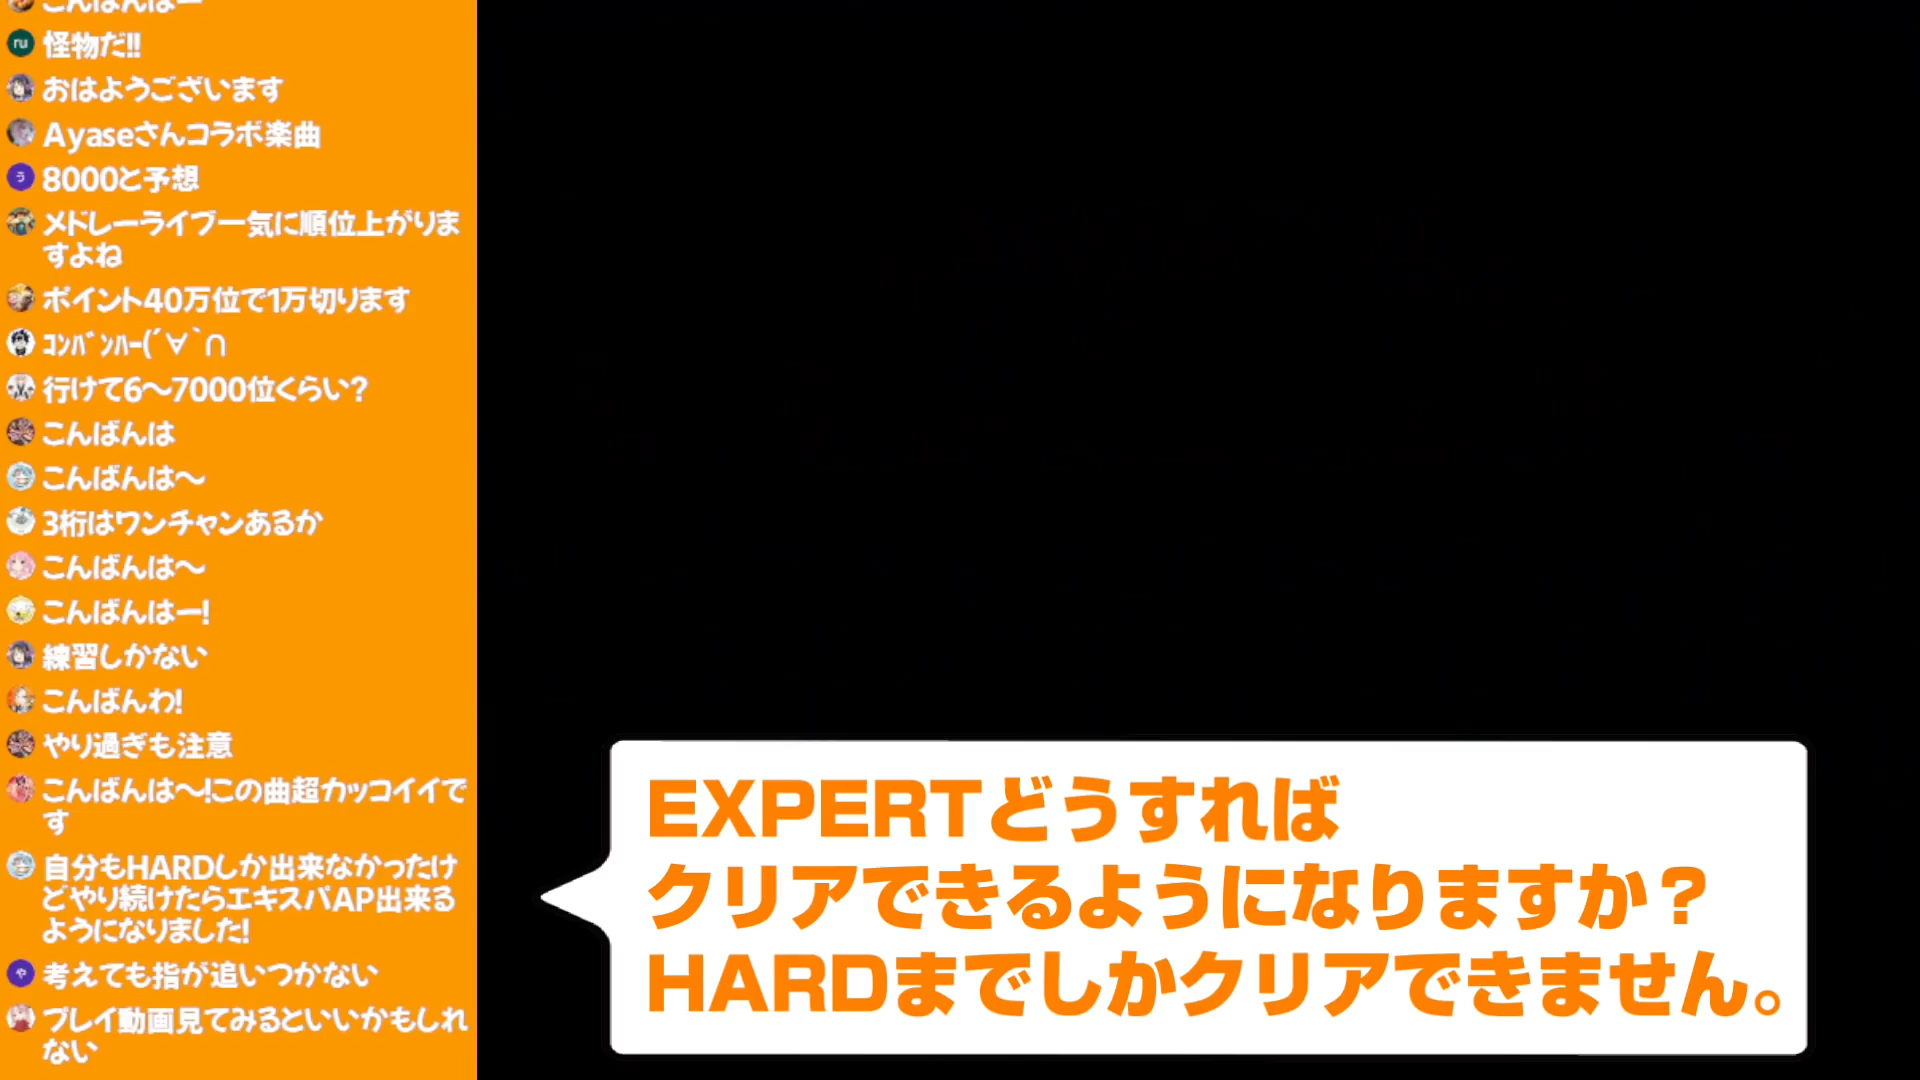 こんばんはー
ru 怪物だ!!
おはようございます
Ayaseさんコラボ楽曲
う 8000と予想
メドレーライブ一気に順位上がりま
すよね
ポイント40万位で1万切ります
ｺﾝﾊﾞﾝﾊｰ(´∀`∩
行けて6〜7000位くらい?
こんばんは
こんばんは〜
3桁はワンチャンあるか
こんばんは〜
こんばんはー!
練習しかない
こんばんわ!
やり過ぎも注意
こんばんは〜!この曲超カッコイイで
す
自分もHARDしか出来なかったけ
どやり続けたらエキスパAP出来る
ようになりました!
や 考えても指が追いつかない
プレイ動画見てみるといいかもしれ
ない
EXPERTどうすれば
クリアできるようになりますか？
HARDまでしかクリアできません。